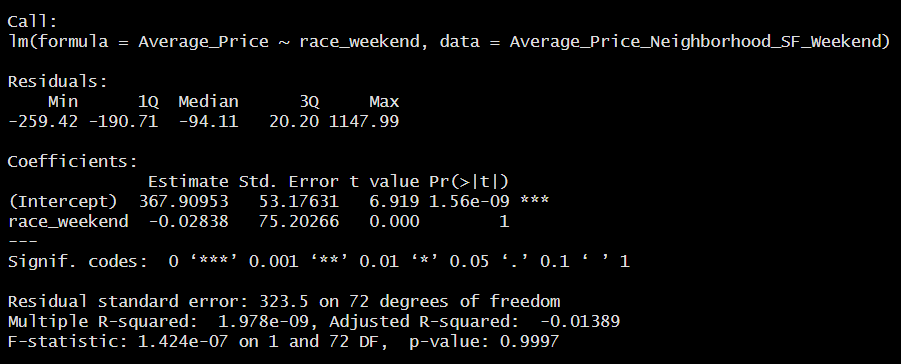 Call:
lm(formula = Average_Price ~ race_weekend, data = Average_Price_Neighborhood_SF_Weekend)
Residuals:
    Min      1Q  Median      3Q     Max
-259.42 -190.71  -94.11   20.20 1147.99
Coefficients:
              Estimate Std. Error t value Pr(>|t|)
(Intercept)  367.90953   53.17631   6.919 1.56e-09 ***
race_weekend  -0.02838   75.20266   0.000        1
---
Signif. codes:  0 ‘***’ 0.001 ‘**’ 0.01 ‘*’ 0.05 ‘.’ 0.1 ‘ ’ 1
Residual standard error: 323.5 on 72 degrees of freedom
Multiple R-squared:  1.978e-09, Adjusted R-squared:  -0.01389
F-statistic: 1.424e-07 on 1 and 72 DF,  p-value: 0.9997